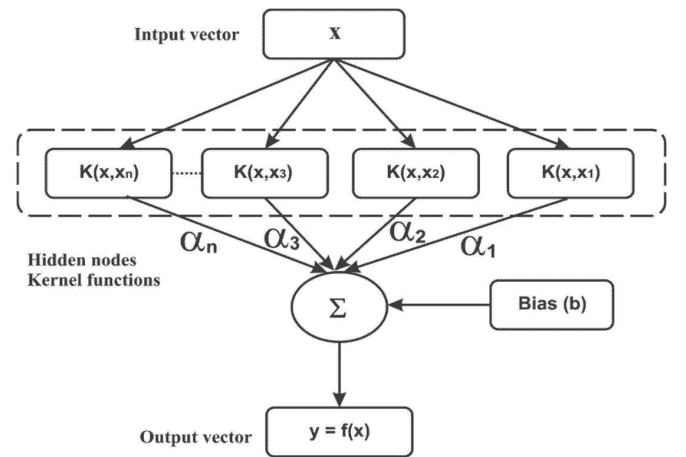 Intput vector
x
K(x,xn)
K(x,x3)
K(x,x2)
K(x,x1)
αn
α3
α2
α1
Hidden nodes
Kernel functions
Σ
Bias (b)
Output vector
y = f(x)